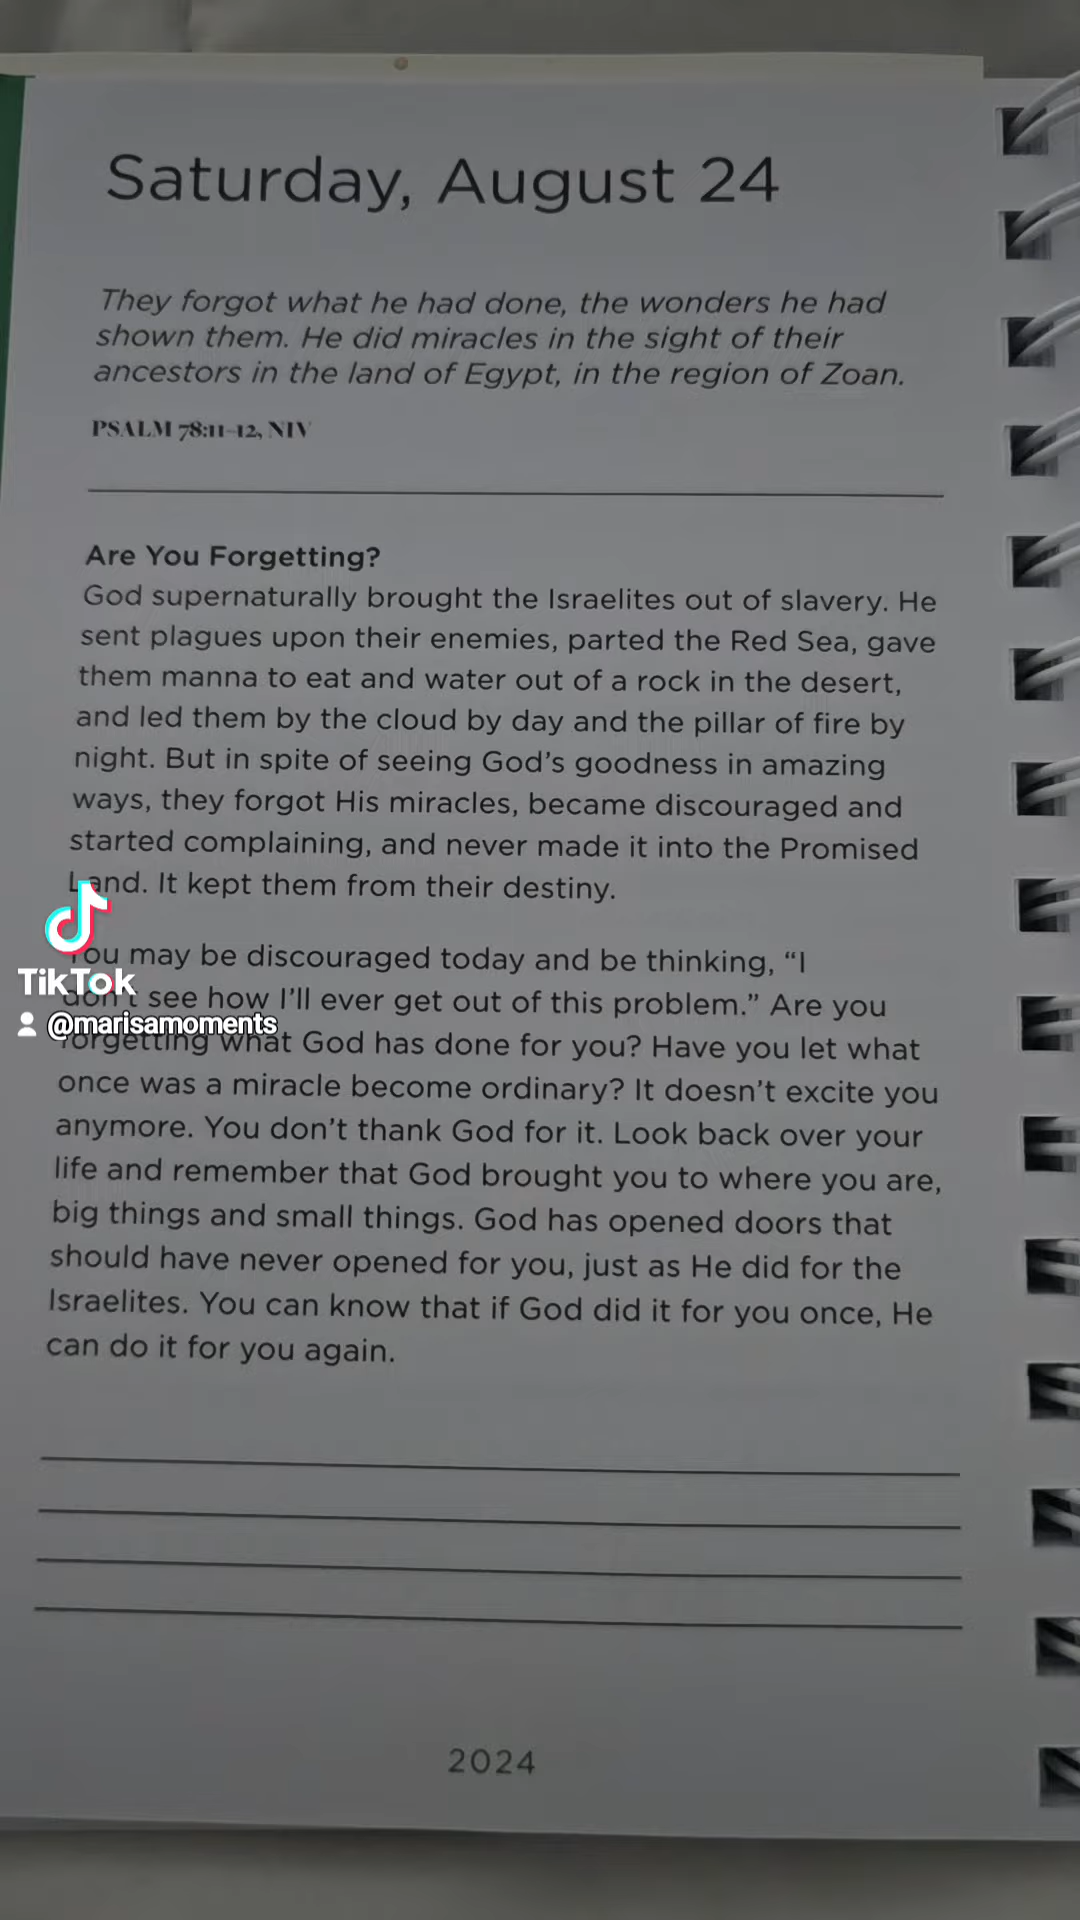 Saturday, August 24
They forgot what he had done, the wonders he had
shown them. He did miracles in the sight of their
ancestors in the land of Egypt, in the region of Zoan.
PSALM 78:11–12, NIV
Are You Forgetting?
God supernaturally brought the Israelites out of slavery. He
sent plagues upon their enemies, parted the Red Sea, gave
them manna to eat and water out of a rock in the desert,
and led them by the cloud by day and the pillar of fire by
night. But in spite of seeing God's goodness in amazing
ways, they forgot His miracles, became discouraged and
started complaining, and never made it into the Promised
Land. It kept them from their destiny.
You may be discouraged today and be thinking, “I
don't see how I'll ever get out of this problem.” Are you
forgetting what God has done for you? Have you let what
once was a miracle become ordinary? It doesn't excite you
anymore. You don't thank God for it. Look back over your
life and remember that God brought you to where you are,
big things and small things. God has opened doors that
should have never opened for you, just as He did for the
Israelites. You can know that if God did it for you once, He
can do it for you again.
TikTok
@marisamoments
2024